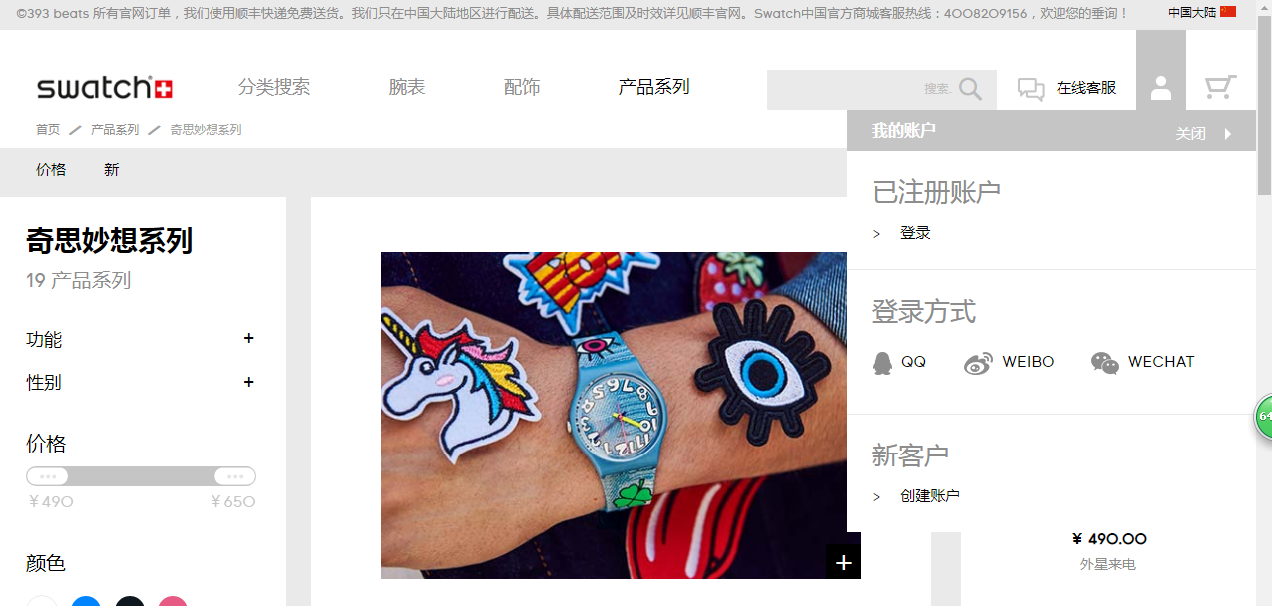 ©393 beats 所有官网订单，我们使用顺丰快递免费送货。我们只在中国大陆地区进行配送。具体配送范围及时效详见顺丰官网。Swatch中国官方商城客服热线：4008209156，欢迎您的垂询！ 中国大陆
swatch 分类搜索 腕表 配饰 产品系列 搜索. 在线客服
首页 / 产品系列 / 奇思妙想系列
我的账户 关闭
价格 新
已注册账户
> 登录
奇思妙想系列
19 产品系列
登录方式
QQ WEIBO WECHAT
功能 +
性别 +
价格
¥490 ¥650
新客户
> 创建账户
¥ 490.00
外星来电
颜色
+
64